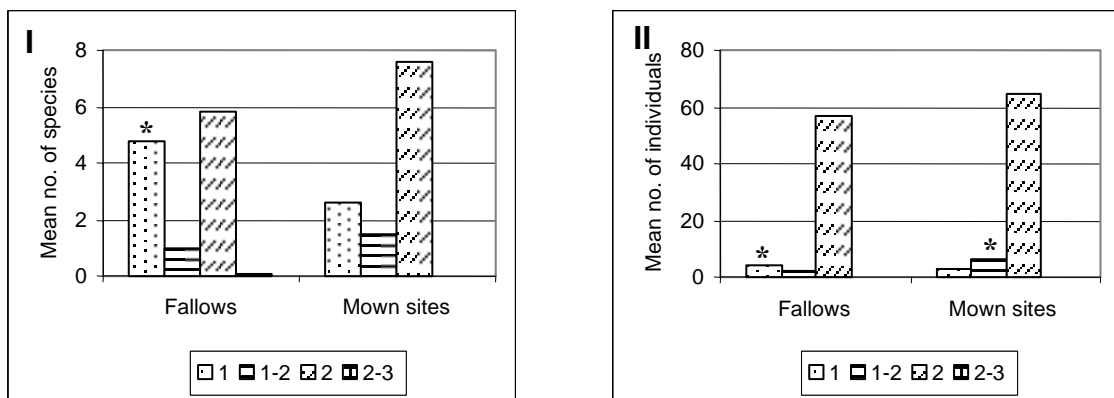 I
Mean no. of species
8
6
4
2
0
*
Fallows Mown sites
1 1-2 2 2-3
II
Mean no. of individuals
80
60
40
20
0
*
*
Fallows Mown sites
1 1-2 2 2-3